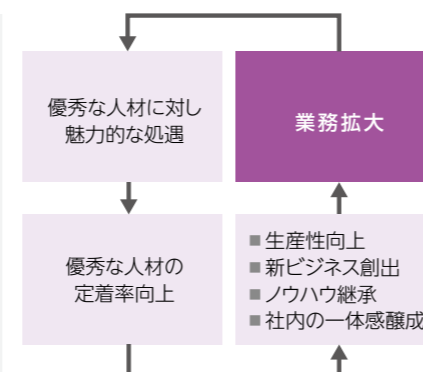 優秀な人材に対し
魅力的な処遇
業務拡大
優秀な人材の
定着率向上
■生産性向上
■新ビジネス創出
■ノウハウ継承
■社内の一体感醸成